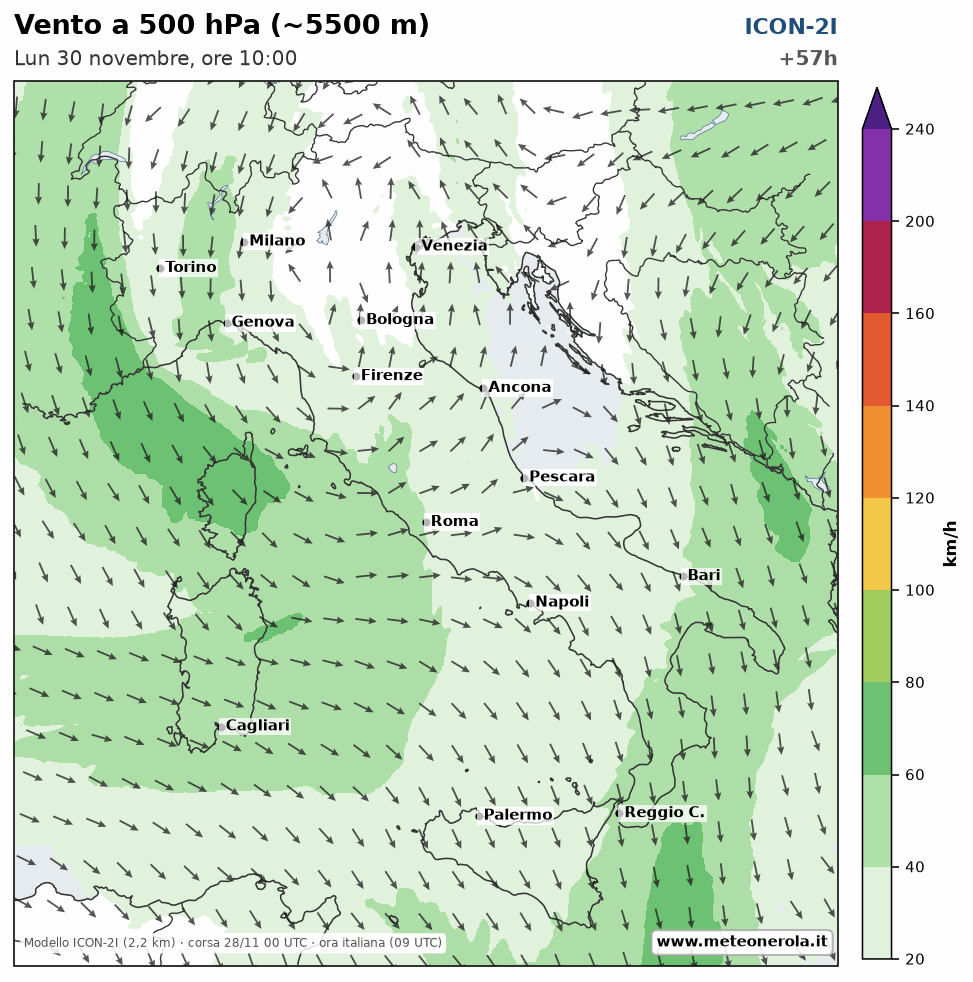 Vento a 500 hPa (~5500 m)
ICON-2I
Lun 30 novembre, ore 10:00
+57h
Milano
Venezia
Torino
Genova
Bologna
Firenze
Ancona
Pescara
Roma
Bari
Napoli
Cagliari
Palermo
Reggio C.
240
200
160
140
120
100
80
60
40
20
km/h
Modello ICON-2I (2,2 km) · corsa 28/11 00 UTC · ora italiana (09 UTC)
www.meteonerola.it